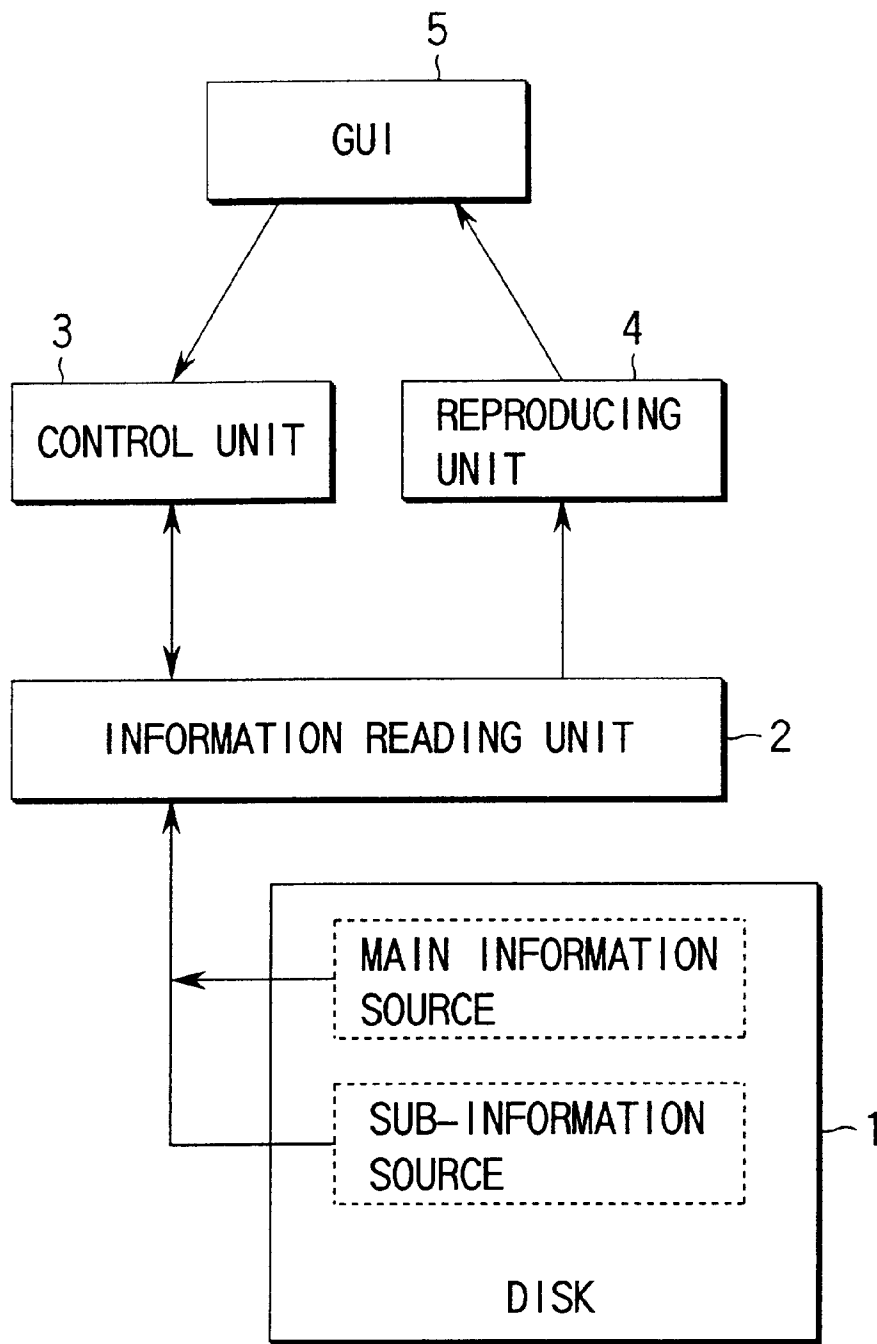 5
GUI
3
4
CONTROL UNIT
REPRODUCING
UNIT
INFORMATION READING UNIT
2
MAIN INFORMATION
SOURCE
SUB-INFORMATION
SOURCE
1
DISK